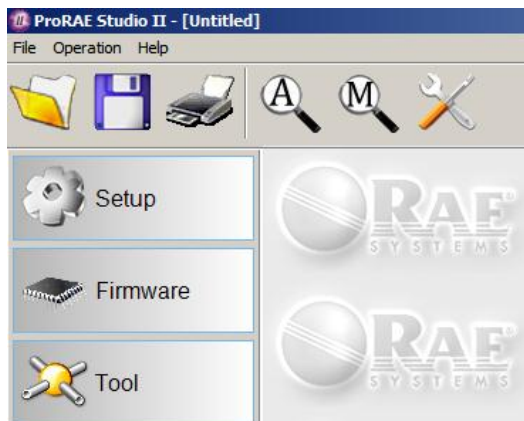 ProRAE Studio II - [Untitled]
File Operation Help
A M
Setup
RAE
SYSTEMS
Firmware
RAE
SYSTEMS
Tool